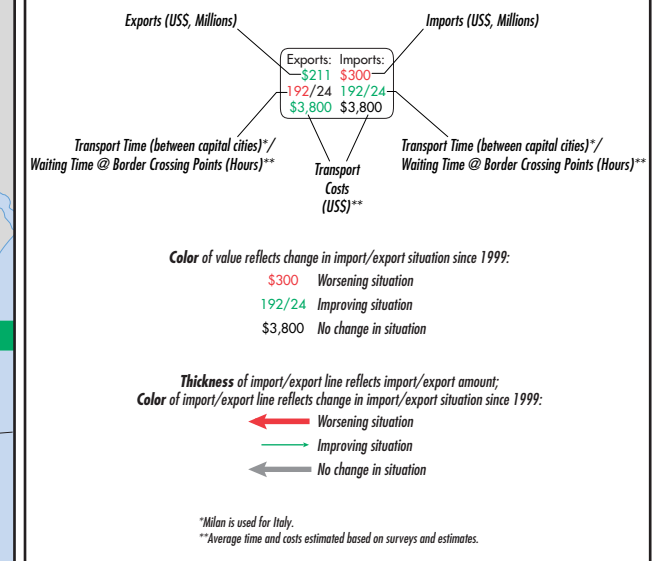 Exports (US$, Millions)
Imports (US$, Millions)
Exports: Imports:
$211 $300
192/24 192/24
$3,800 $3,800
Transport Time (between capital cities)*/
Waiting Time @ Border Crossing Points (Hours)**
Transport
Costs
(US$)**
Transport Time (between capital cities)*/
Waiting Time @ Border Crossing Points (Hours)**
Color of value reflects change in import/export situation since 1999:
$300 Worsening situation
192/24 Improving situation
$3,800 No change in situation
Thickness of import/export line reflects import/export amount;
Color of import/export line reflects change in import/export situation since 1999:
Worsening situation
Improving situation
No change in situation
*Milan is used for Italy.
**Average time and costs estimated based on surveys and estimates.